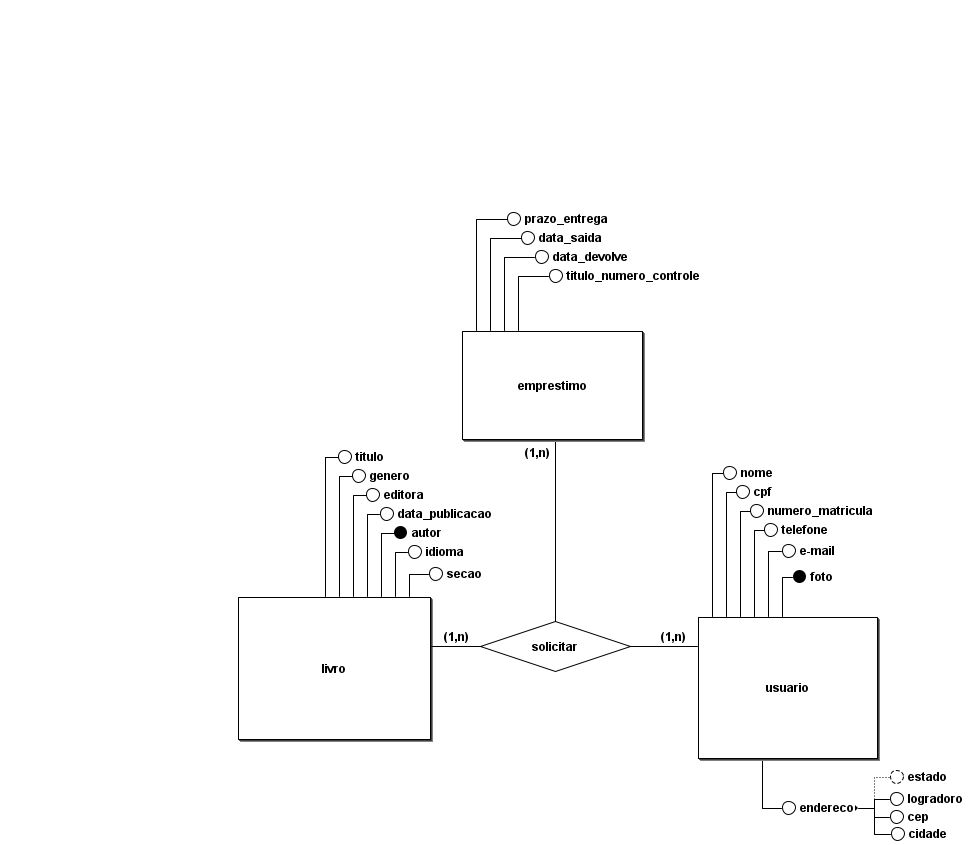 prazo_entrega
data_saida
data_devolve
titulo_numero_controle
emprestimo
(1,n)
titulo
genero
editora
data_publicacao
autor
idioma
secao
nome
cpf
numero_matricula
telefone
e-mail
foto
(1,n)
solicitar
(1,n)
livro
usuario
estado
endereco
logradoro
cep
cidade